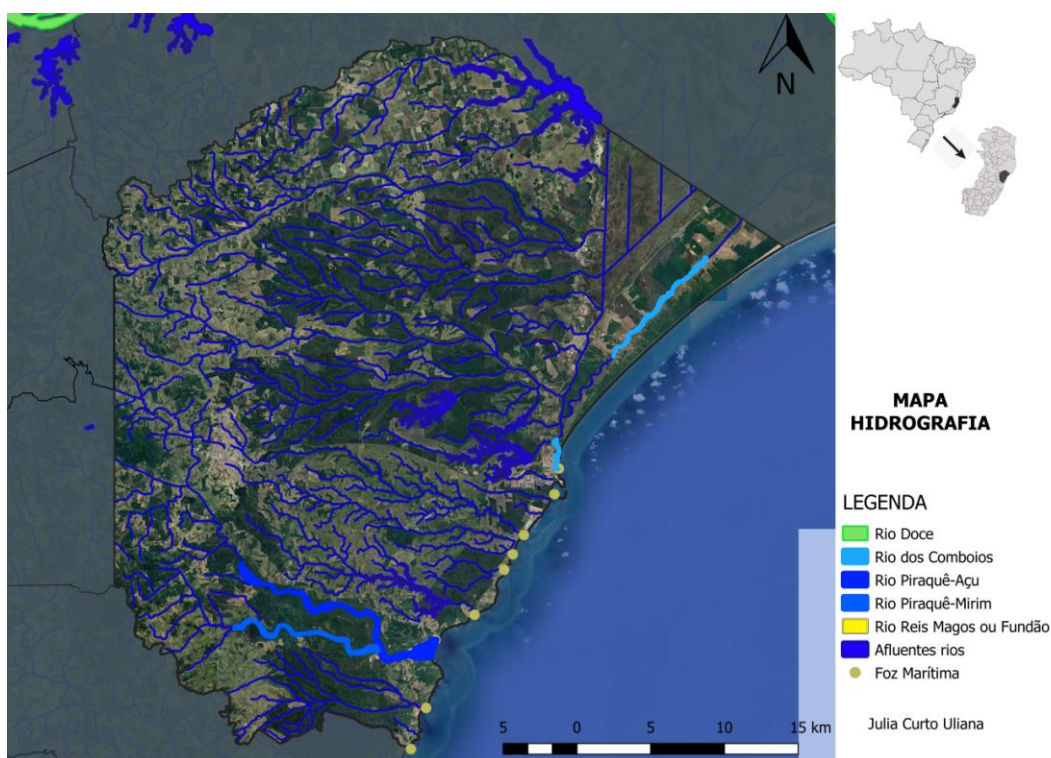 N
MAPA
HIDROGRAFIA
LEGENDA
Rio Doce
Rio dos Comboios
Rio Piraquê-Açu
Rio Piraquê-Mirim
Rio Reis Magos ou Fundão
Afluentes rios
Foz Marítima
Julia Curto Uliana
5 0 5 10 15 km